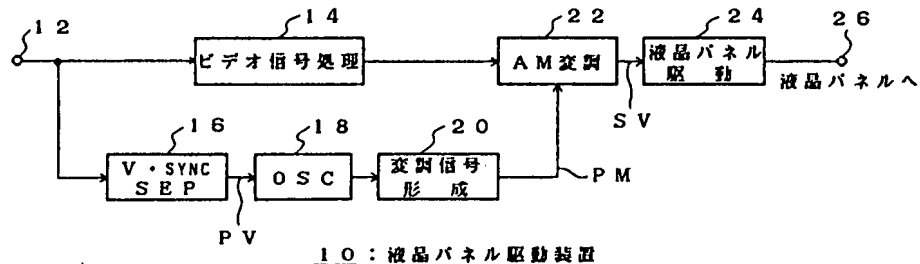 12
14
22
24
26
ビデオ信号処理
AM変調
液晶パネル
駆動
液晶パネルへ
SV
16
18
20
V・SYNC
SEP
OSC
変調信号
形成
PM
PV
10:液晶パネル駆動装置